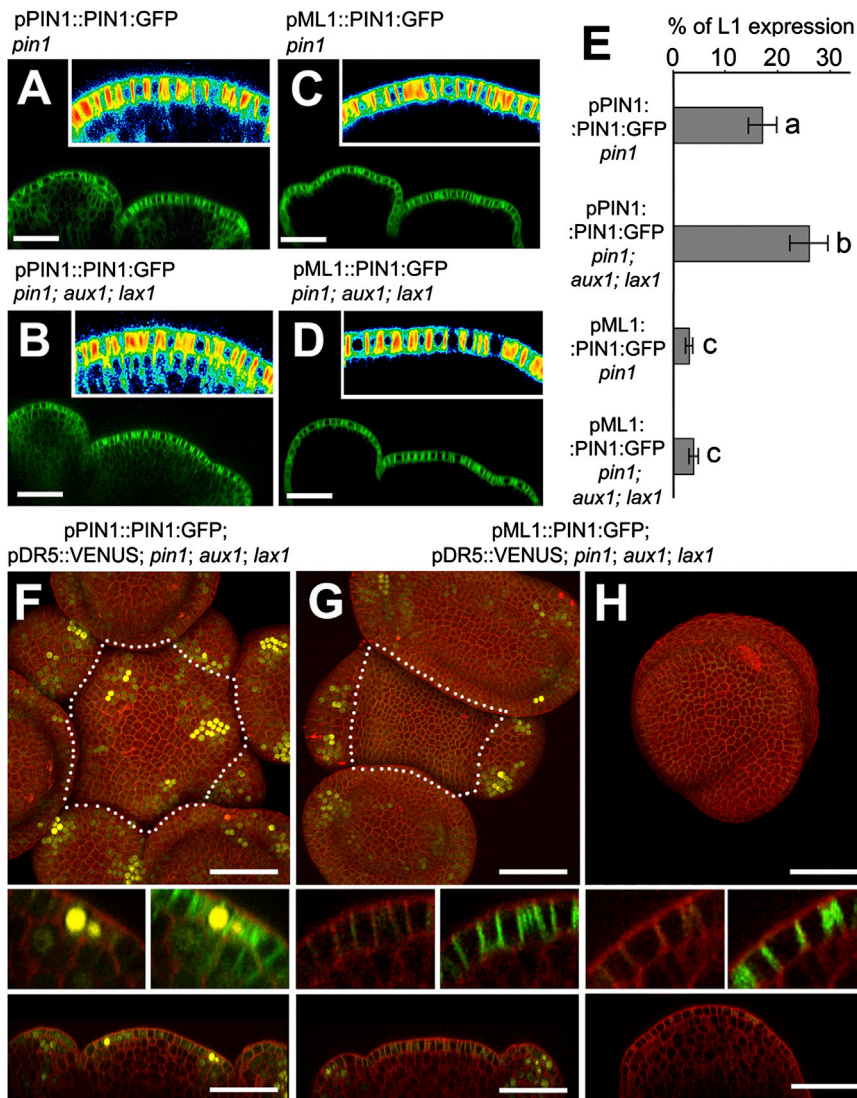 pPIN1::PIN1:GFP
pin1
pML1::PIN1:GFP
pin1
A
C
pPIN1::PIN1:GFP
pin1; aux1; lax1
pML1::PIN1:GFP
pin1; aux1; lax1
B
D
E
% of L1 expression
0 10 20 30
pPIN1:
:PIN1:GFP
pin1
a
pPIN1:
:PIN1:GFP
pin1;
aux1; lax1
b
pML1:
:PIN1:GFP
pin1
c
pML1:
:PIN1:GFP
pin1;
aux1; lax1
c
pPIN1::PIN1:GFP;
pDR5::VENUS; pin1; aux1; lax1
pML1::PIN1:GFP;
pDR5::VENUS; pin1; aux1; lax1
F
G
H